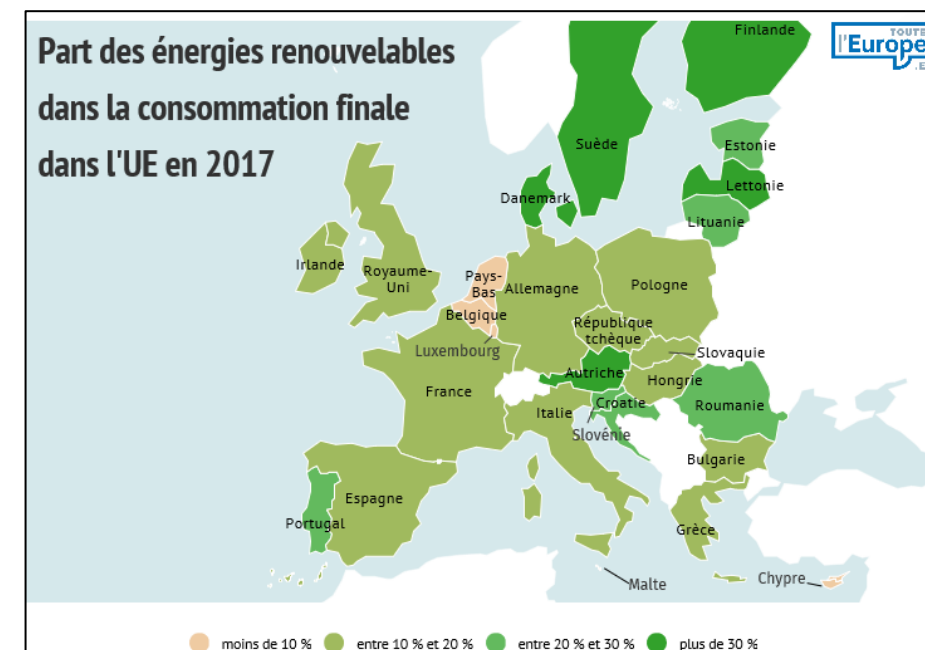 Part des énergies renouvelables
dans la consommation finale
dans l'UE en 2017
TOUTE
l'Europe
.E
Finlande
Suède
Estonie
Lettonie
Danemark
Lituanie
Irlande
Royaume-
Uni
Pays-
Bas
Allemagne
Pologne
Belgique
République
tchèque
Luxembourg
Slovaquie
Autriche
Hongrie
France
Croatie
Roumanie
Italie
Slovénie
Bulgarie
Espagne
Portugal
Grèce
Malte
Chypre
moins de 10 %
entre 10 % et 20 %
entre 20 % et 30 %
plus de 30 %